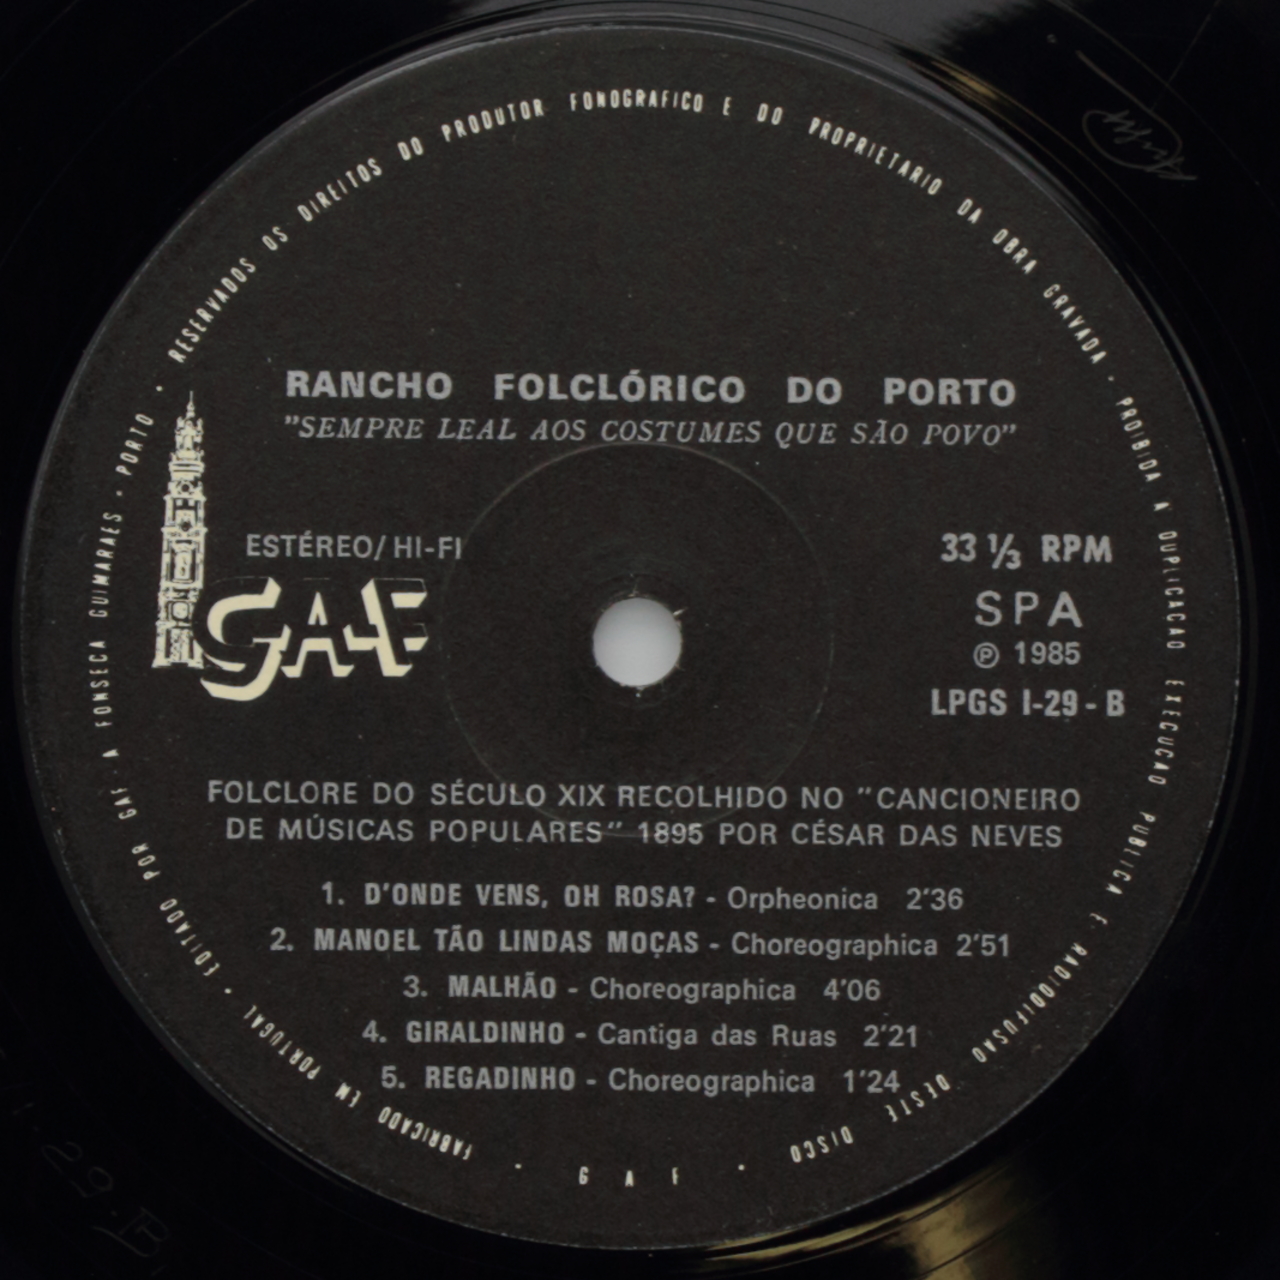 RESERVADOS OS DIREITOS DO PRODUTOR FONOGRAFICO E DO PROPRIETARIO DA OBRA GRAVADA · PROIBIDA A DUPLICACAO EXECUCAO PUBLICA E RADIODIFUSAO DESTE DISCO · GAF · FABRICADO EM PORTUGAL · EDITADO POR GAF A FONSECA GUIMARAES · PORTO ·
RANCHO FOLCLÓRICO DO PORTO
"SEMPRE LEAL AOS COSTUMES QUE SÃO POVO"
ESTÉREO/HI-FI
GAF
33 1/3 RPM
SPA
℗ 1985
LPGS I-29-B
FOLCLORE DO SÉCULO XIX RECOLHIDO NO "CANCIONEIRO
DE MÚSICAS POPULARES" 1895 POR CÉSAR DAS NEVES
1. D'ONDE VENS, OH ROSA? - Orpheonica 2'36
2. MANOEL TÃO LINDAS MOÇAS - Choreographica 2'51
3. MALHÃO - Choreographica 4'06
4. GIRALDINHO - Cantiga das Ruas 2'21
5. REGADINHO - Choreographica 1'24
29.B